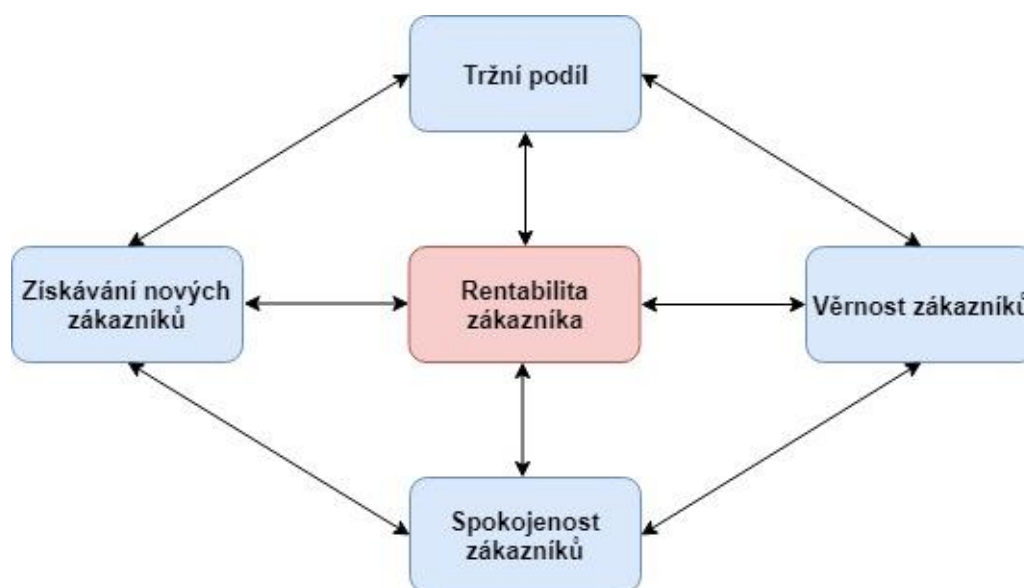 Tržní podíl
Získávání nových
zákazníků
Rentabilita
zákazníka
Věrnost zákazníků
Spokojenost
zákazníků